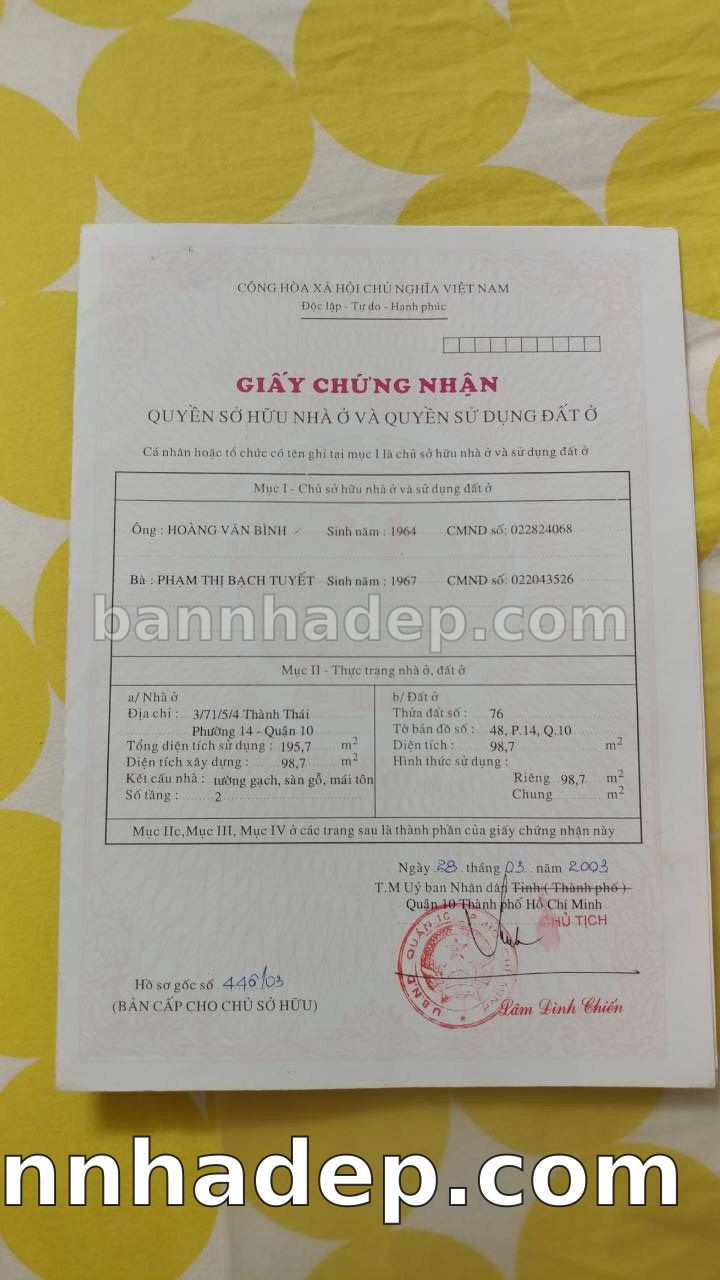 CỘNG HÒA XÃ HỘI CHỦ NGHĨA VIỆT NAM
Độc lập - Tự do - Hạnh phúc
GIẤY CHỨNG NHẬN
QUYỀN SỞ HỮU NHÀ Ở VÀ QUYỀN SỬ DỤNG ĐẤT Ở
Cá nhân hoặc tổ chức có tên ghi tại mục I là chủ sở hữu nhà ở và sử dụng đất ở
Mục I - Chủ sở hữu nhà ở và sử dụng đất ở
Ông : HOÀNG VĂN BÌNH Sinh năm : 1964 CMND số: 022824068
Bà : PHẠM THỊ BẠCH TUYẾT Sinh năm : 1967 CMND số: 022043526
bannhadep.com
Mục II - Thực trạng nhà ở, đất ở
a/ Nhà ở
Địa chỉ : 3/71/5/4 Thành Thái
Phường 14 - Quận 10
Tổng diện tích sử dụng : 195,7 m2
Diện tích xây dựng : 98,7 m2
Kết cấu nhà : tường gạch, sàn gỗ, mái tôn
Số tầng : 2
b/ Đất ở
Thửa đất số : 76
Tờ bản đồ số : 48, P.14, Q.10
Diện tích : 98,7 m2
Hình thức sử dụng :
Riêng 98,7 m2
Chung m2
Mục IIc,Mục III, Mục IV ở các trang sau là thành phần của giấy chứng nhận này
Ngày 28 tháng 03 năm 2003
T.M Uỷ ban Nhân dân Tỉnh ( Thành phố )
Quận 10 Thành phố Hồ Chí Minh
CHỦ TỊCH
Lâm Đình Chiến
Hồ sơ gốc số 446/03
(BẢN CẤP CHO CHỦ SỞ HỮU)
nnhadep.com